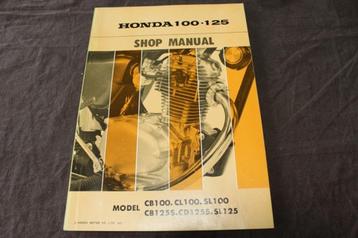 HONDA 100·125
SHOP MANUAL
MODEL CB100. CL100. SL100
CB125S. CD125S. SL125